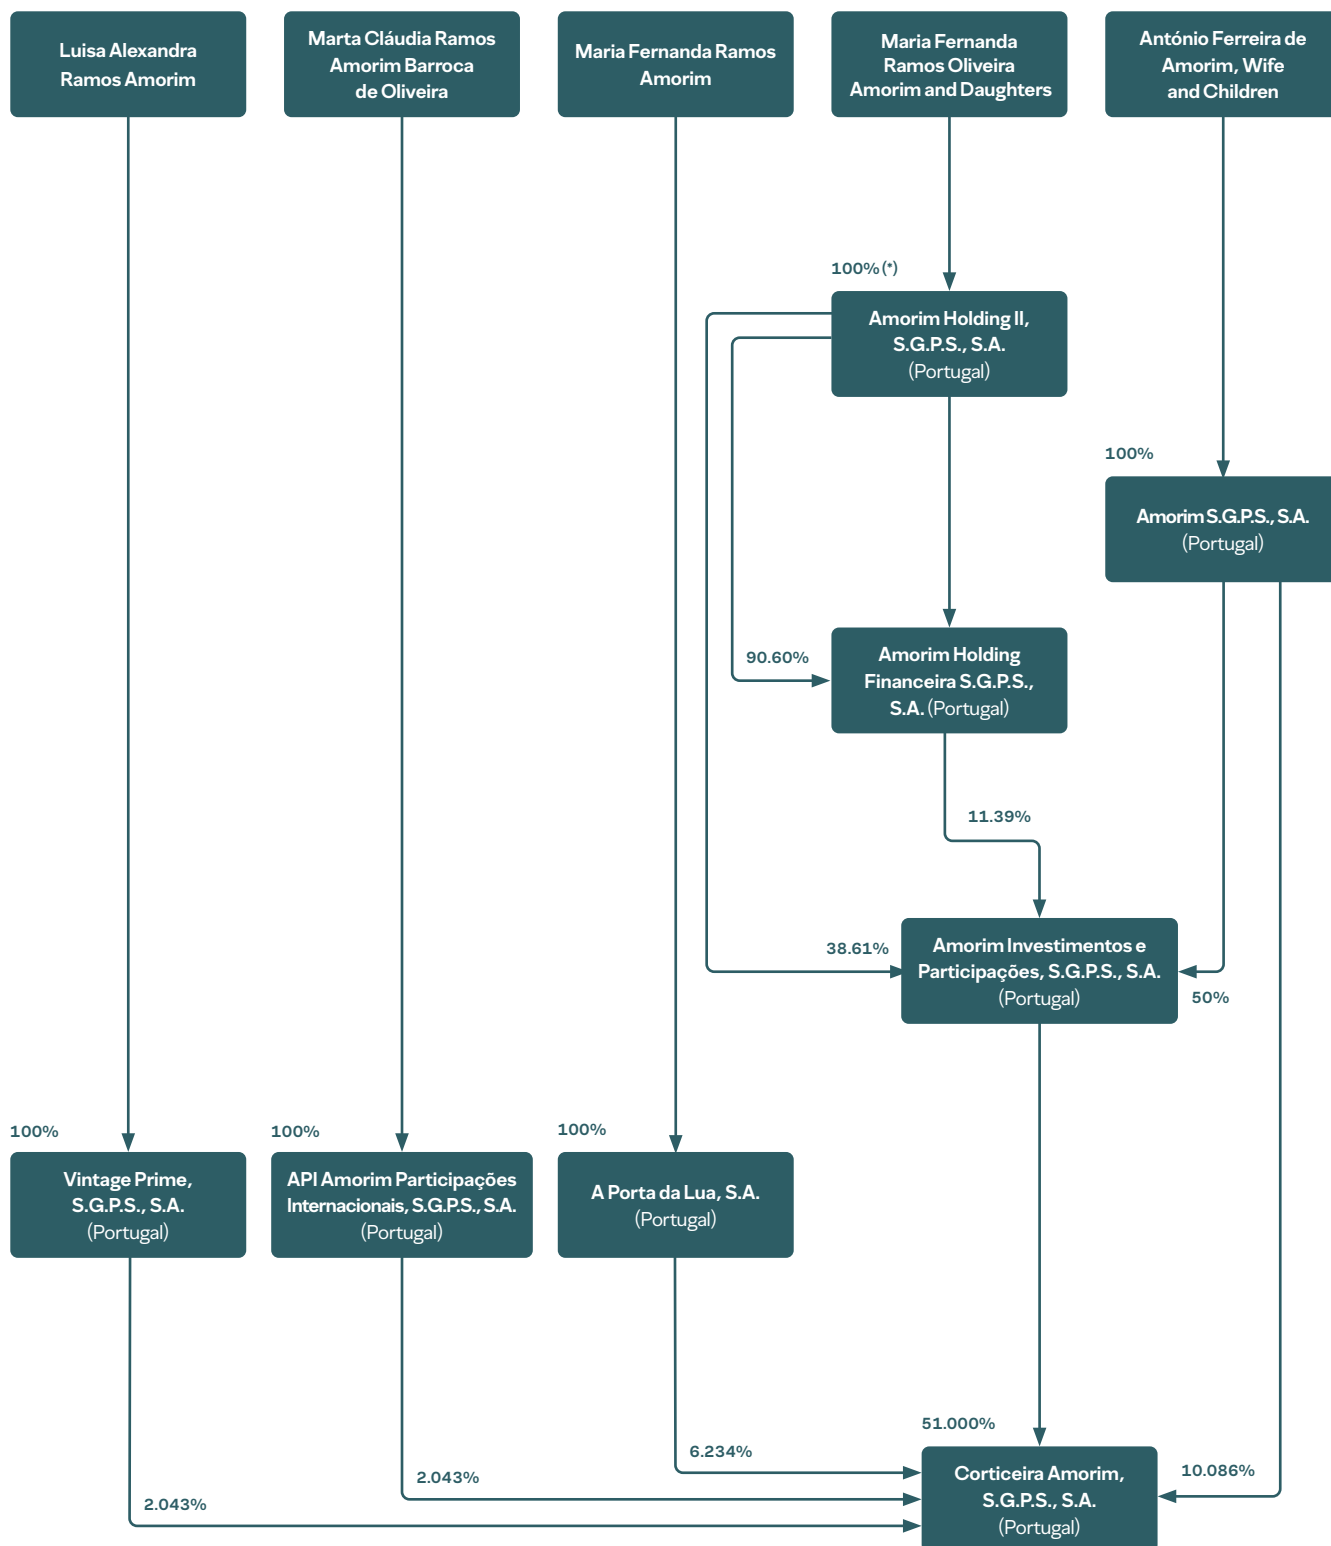 Luisa Alexandra
Ramos Amorim
Marta Cláudia Ramos
Amorim Barroca
de Oliveira
Maria Fernanda Ramos
Amorim
Maria Fernanda
Ramos Oliveira
Amorim and Daughters
António Ferreira de
Amorim, Wife
and Children
100% (*)
Amorim Holding II,
S.G.P.S., S.A.
(Portugal)
100%
Amorim S.G.P.S., S.A.
(Portugal)
90.60%
Amorim Holding
Financeira S.G.P.S.,
S.A. (Portugal)
11.39%
38.61%
Amorim Investimentos e
Participações, S.G.P.S., S.A.
(Portugal)
50%
100%
Vintage Prime,
S.G.P.S., S.A.
(Portugal)
100%
API Amorim Participações
Internacionais, S.G.P.S., S.A.
(Portugal)
100%
A Porta da Lua, S.A.
(Portugal)
51.000%
6.234%
2.043%
2.043%
Corticeira Amorim,
S.G.P.S., S.A.
(Portugal)
10.086%